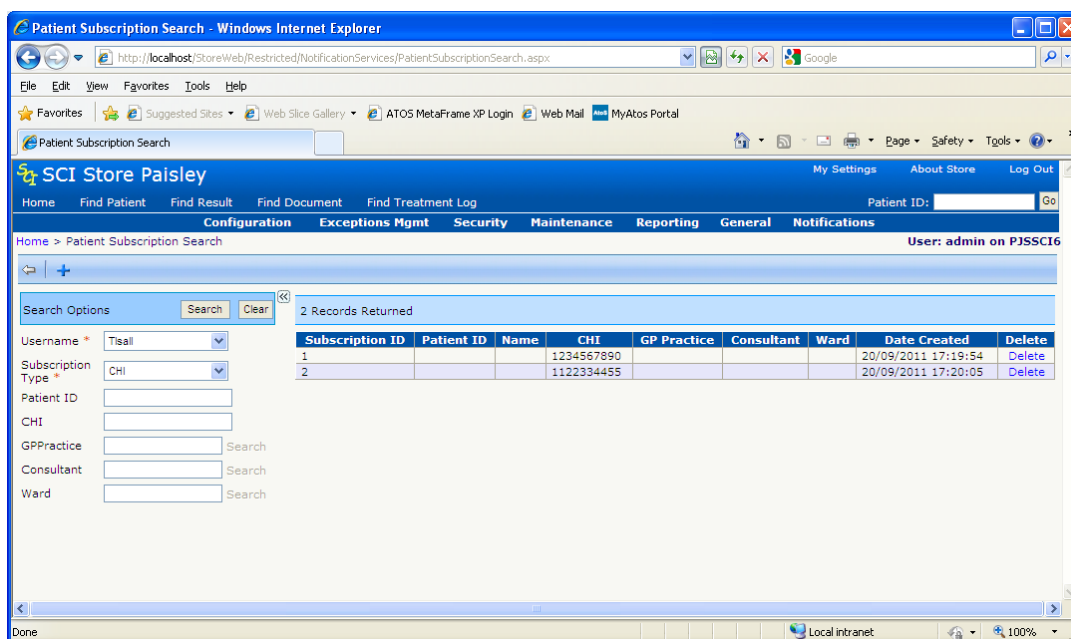 Patient Subscription Search - Windows Internet Explorer
http://localhost/StoreWeb/Restricted/NotificationServices/PatientSubscriptionSearch.aspx Google
File Edit View Favorites Tools Help
Favorites Suggested Sites Web Slice Gallery ATOS MetaFrame XP Login Web Mail Atos MyAtos Portal
Patient Subscription Search Page Safety Tools
SCI Store Paisley My Settings About Store Log Out
Home Find Patient Find Result Find Document Find Treatment Log Patient ID: Go
Configuration Exceptions Mgmt Security Maintenance Reporting General Notifications
Home > Patient Subscription Search User: admin on PJSSCI6
Search Options Search Clear 2 Records Returned
Subscription ID Patient ID Name CHI GP Practice Consultant Ward Date Created Delete
1 1234567890 20/09/2011 17:19:54 Delete
2 1122334455 20/09/2011 17:20:05 Delete
Username *
Subscription Type * CHI
Patient ID
CHI
GPPractice Search
Consultant Search
Ward Search
Done Local intranet 100%